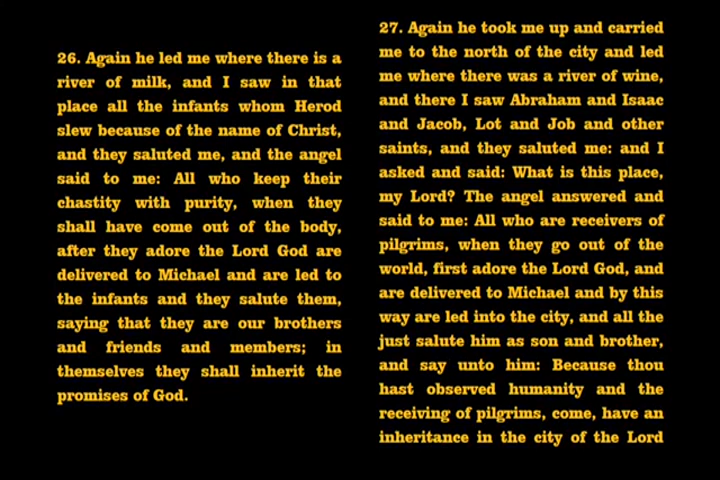 26. Again he led me where there is a
river of milk, and I saw in that
place all the infants whom Herod
slew because of the name of Christ,
and they saluted me, and the angel
said to me: All who keep their
chastity with purity, when they
shall have come out of the body,
after they adore the Lord God are
delivered to Michael and are led to
the infants and they salute them,
saying that they are our brothers
and friends and members; in
themselves they shall inherit the
promises of God.
27. Again he took me up and carried
me to the north of the city and led
me where there was a river of wine,
and there I saw Abraham and Isaac
and Jacob, Lot and Job and other
saints, and they saluted me: and I
asked and said: What is this place,
my Lord? The angel answered and
said to me: All who are receivers of
pilgrims, when they go out of the
world, first adore the Lord God, and
are delivered to Michael and by this
way are led into the city, and all the
just salute him as son and brother,
and say unto him: Because thou
hast observed humanity and the
receiving of pilgrims, come, have an
inheritance in the city of the Lord